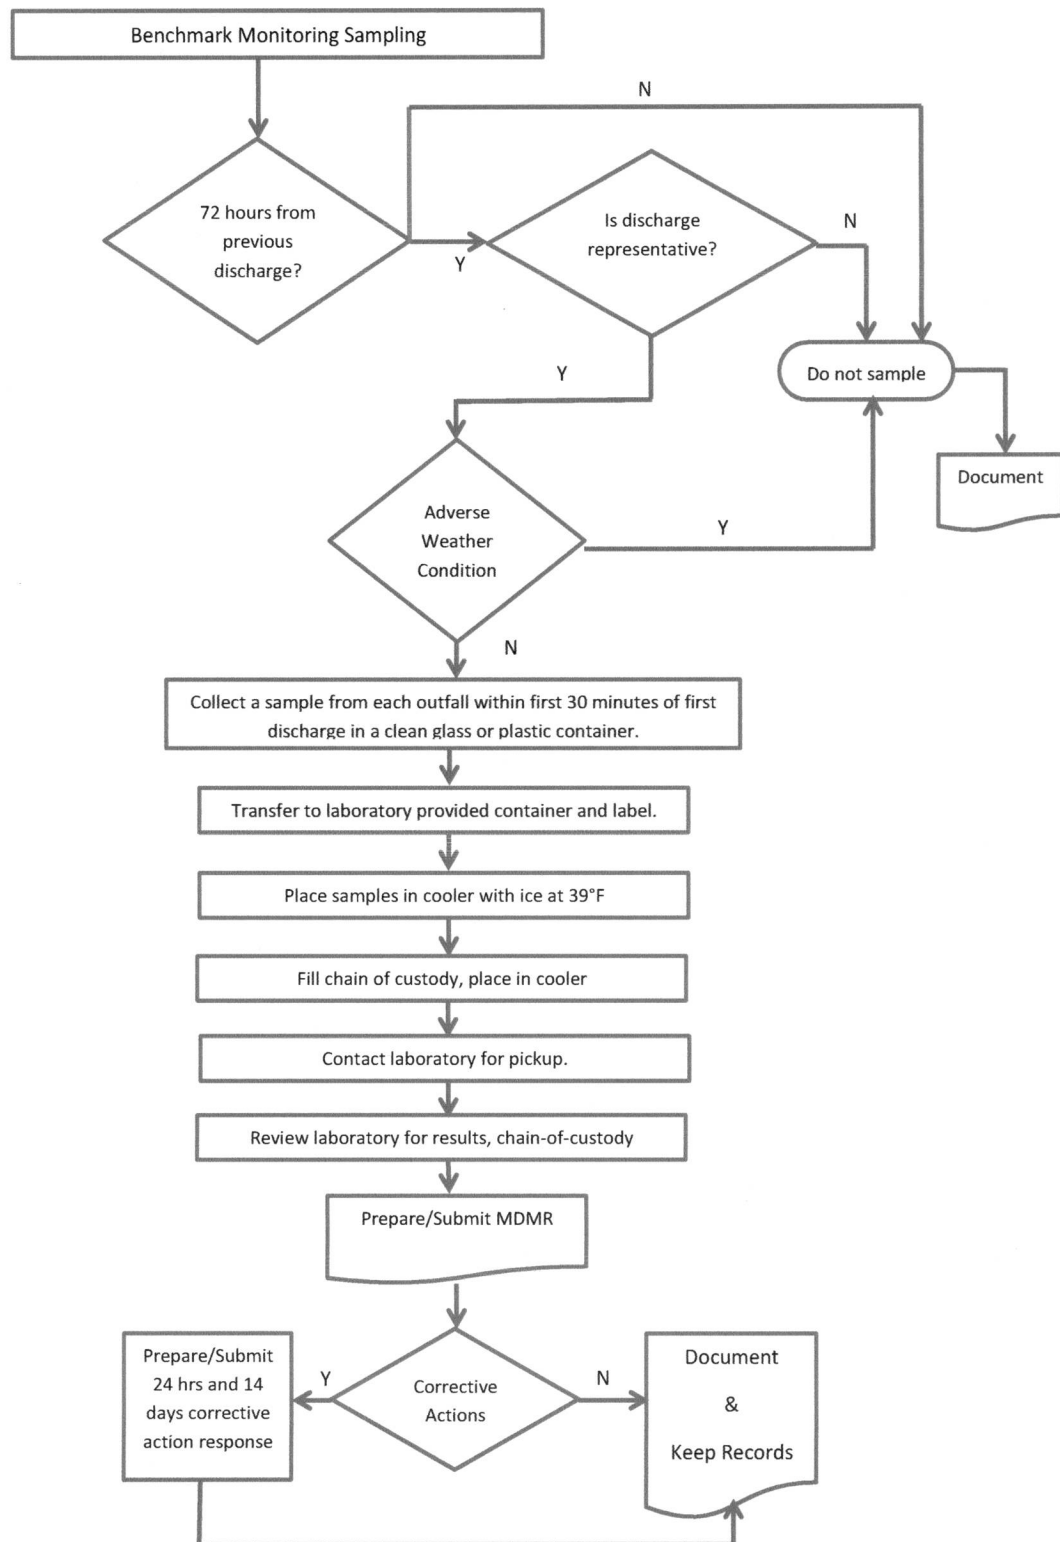 Benchmark Monitoring Sampling
N
72 hours from
previous
discharge?
Y
Is discharge
representative?
N
Y
Do not sample
Document
Adverse
Weather
Condition
Y
N
Collect a sample from each outfall within first 30 minutes of first
discharge in a clean glass or plastic container.
Transfer to laboratory provided container and label.
Place samples in cooler with ice at 39°F
Fill chain of custody, place in cooler
Contact laboratory for pickup.
Review laboratory for results, chain-of-custody
Prepare/Submit MDMR
Prepare/Submit
24 hrs and 14
days corrective
action response
Y
Corrective
Actions
N
Document
&
Keep Records